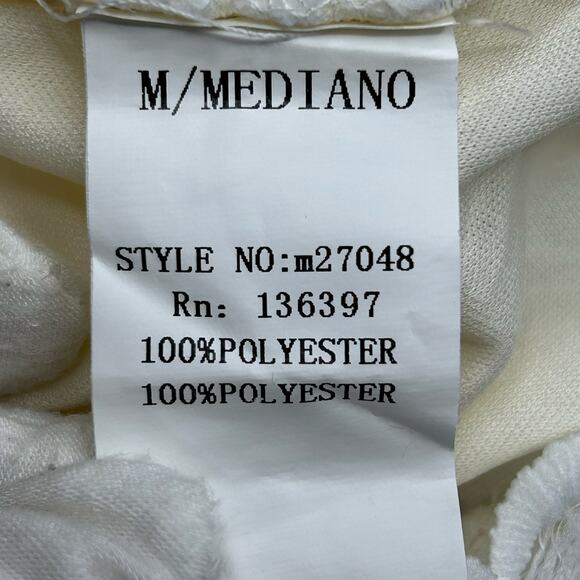 M/MEDIANO
STYLE NO:m27048
Rn: 136397
100%POLYESTER
100%POLYESTER